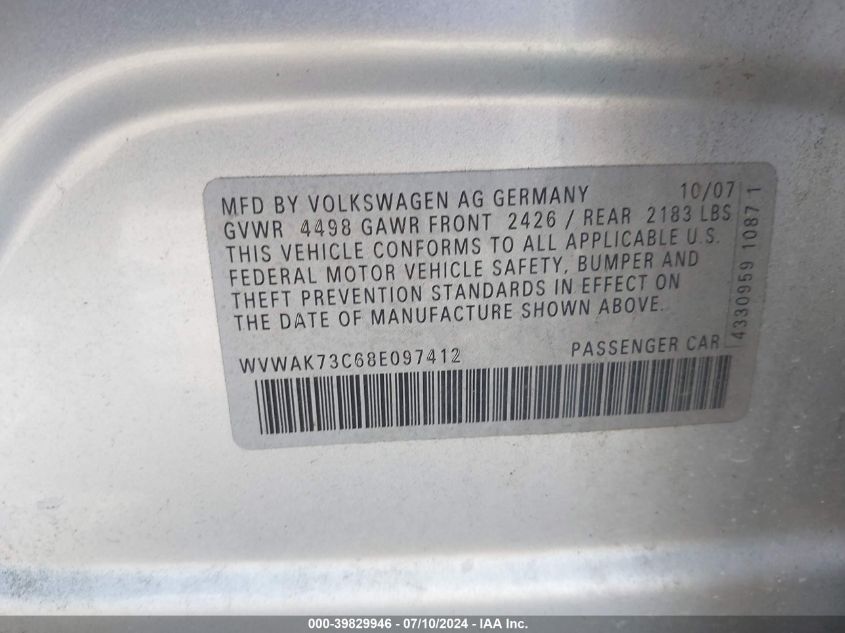 MFD BY VOLKSWAGEN AG GERMANY 10/07
GVWR 4498 GAWR FRONT 2426 / REAR 2183 LBS
THIS VEHICLE CONFORMS TO ALL APPLICABLE U.S.
FEDERAL MOTOR VEHICLE SAFETY, BUMPER AND
THEFT PREVENTION STANDARDS IN EFFECT ON
THE DATE OF MANUFACTURE SHOWN ABOVE.
WVWAK73C68E097412 PASSENGER CAR
4330959 1087 1
000-39829946 - 07/10/2024 - IAA Inc.